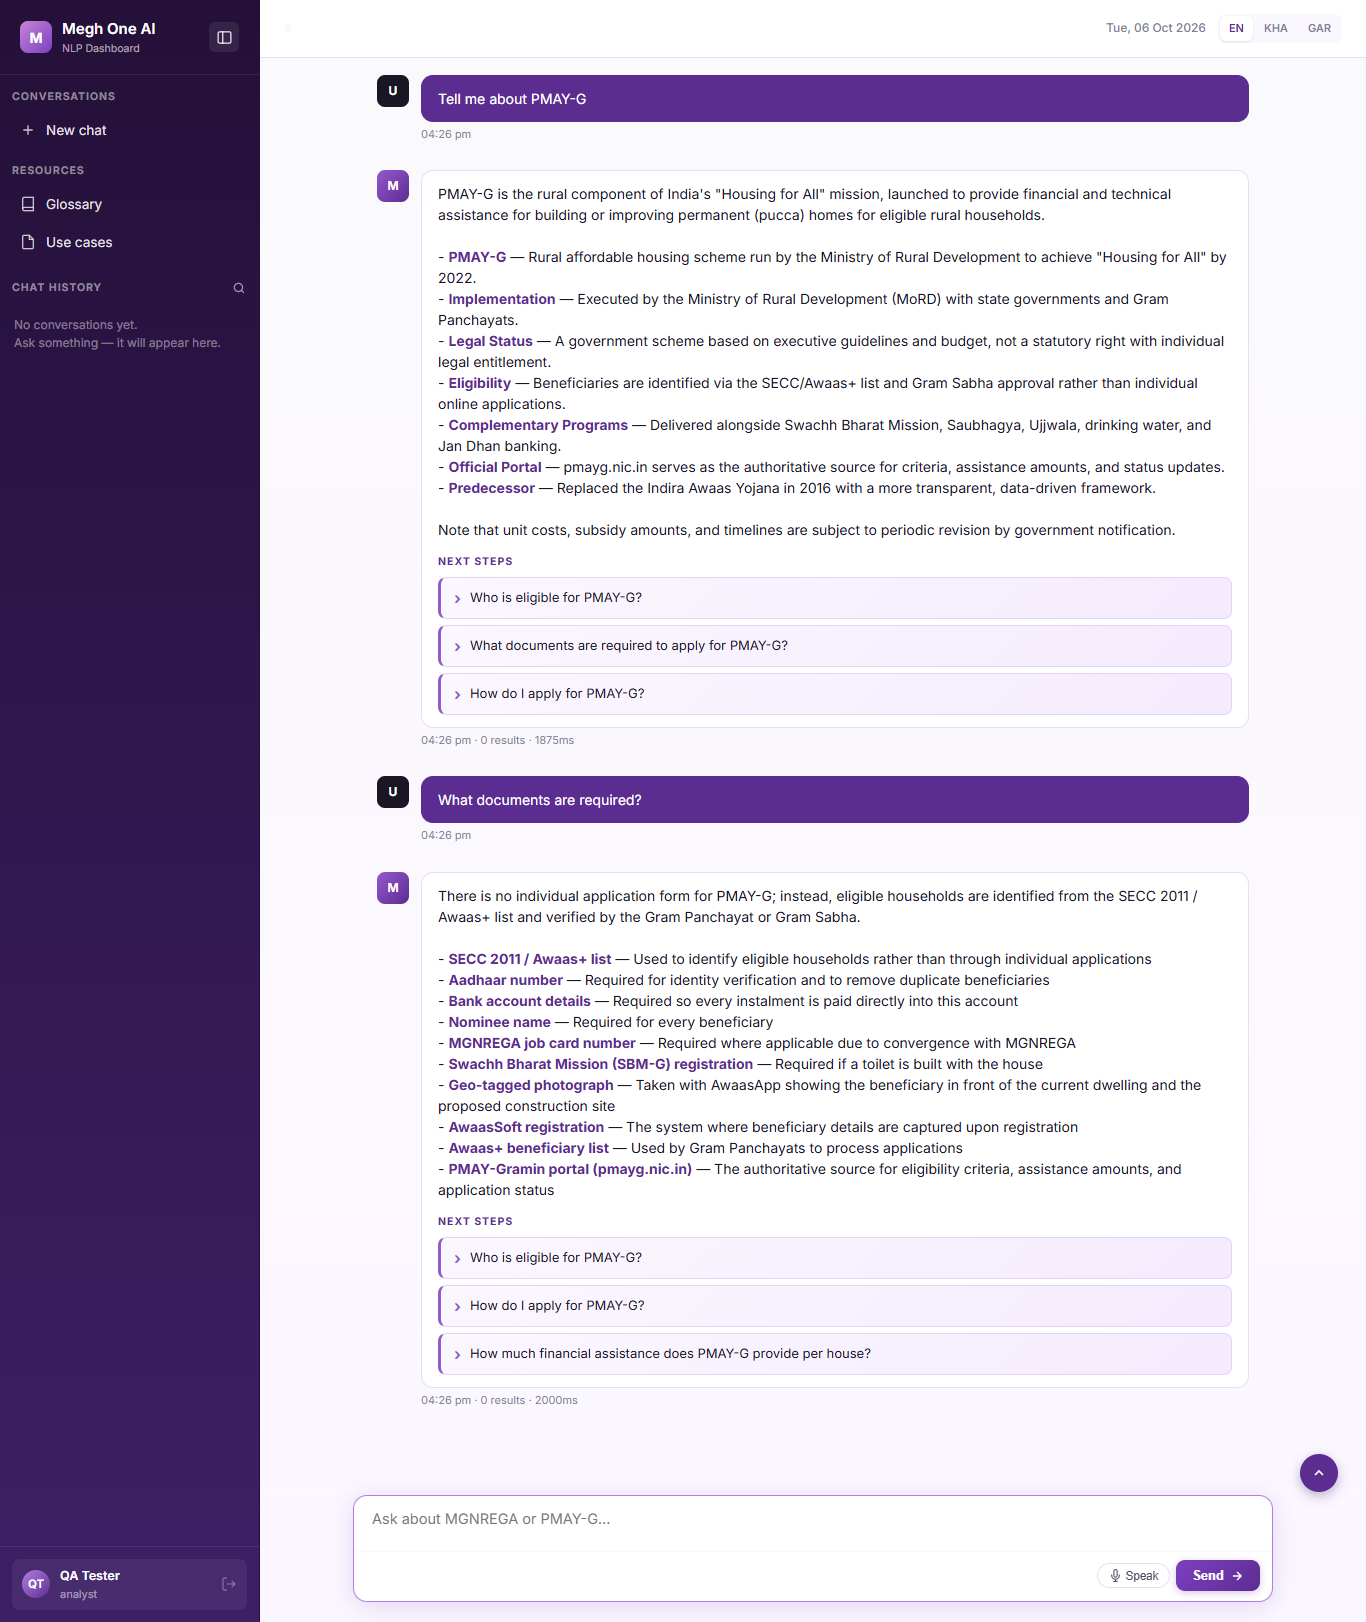 M
Megh One AI
NLP Dashboard
Tue, 06 Oct 2026
EN
KHA
GAR
CONVERSATIONS
+ New chat
RESOURCES
Glossary
Use cases
CHAT HISTORY
No conversations yet.
Ask something — it will appear here.
QT
QA Tester
analyst
U
Tell me about PMAY-G
04:26 pm
M
PMAY-G is the rural component of India's "Housing for All" mission, launched to provide financial and technical
assistance for building or improving permanent (pucca) homes for eligible rural households.
- PMAY-G — Rural affordable housing scheme run by the Ministry of Rural Development to achieve "Housing for All" by
2022.
- Implementation — Executed by the Ministry of Rural Development (MoRD) with state governments and Gram
Panchayats.
- Legal Status — A government scheme based on executive guidelines and budget, not a statutory right with individual
legal entitlement.
- Eligibility — Beneficiaries are identified via the SECC/Awaas+ list and Gram Sabha approval rather than individual
online applications.
- Complementary Programs — Delivered alongside Swachh Bharat Mission, Saubhagya, Ujjwala, drinking water, and
Jan Dhan banking.
- Official Portal — pmayg.nic.in serves as the authoritative source for criteria, assistance amounts, and status updates.
- Predecessor — Replaced the Indira Awaas Yojana in 2016 with a more transparent, data-driven framework.
Note that unit costs, subsidy amounts, and timelines are subject to periodic revision by government notification.
NEXT STEPS
› Who is eligible for PMAY-G?
› What documents are required to apply for PMAY-G?
› How do I apply for PMAY-G?
04:26 pm · 0 results · 1875ms
U
What documents are required?
04:26 pm
M
There is no individual application form for PMAY-G; instead, eligible households are identified from the SECC 2011 /
Awaas+ list and verified by the Gram Panchayat or Gram Sabha.
- SECC 2011 / Awaas+ list — Used to identify eligible households rather than through individual applications
- Aadhaar number — Required for identity verification and to remove duplicate beneficiaries
- Bank account details — Required so every instalment is paid directly into this account
- Nominee name — Required for every beneficiary
- MGNREGA job card number — Required where applicable due to convergence with MGNREGA
- Swachh Bharat Mission (SBM-G) registration — Required if a toilet is built with the house
- Geo-tagged photograph — Taken with AwaasApp showing the beneficiary in front of the current dwelling and the
proposed construction site
- AwaasSoft registration — The system where beneficiary details are captured upon registration
- Awaas+ beneficiary list — Used by Gram Panchayats to process applications
- PMAY-Gramin portal (pmayg.nic.in) — The authoritative source for eligibility criteria, assistance amounts, and
application status
NEXT STEPS
› Who is eligible for PMAY-G?
› How do I apply for PMAY-G?
› How much financial assistance does PMAY-G provide per house?
04:26 pm · 0 results · 2000ms
Ask about MGNREGA or PMAY-G...
Speak
Send →